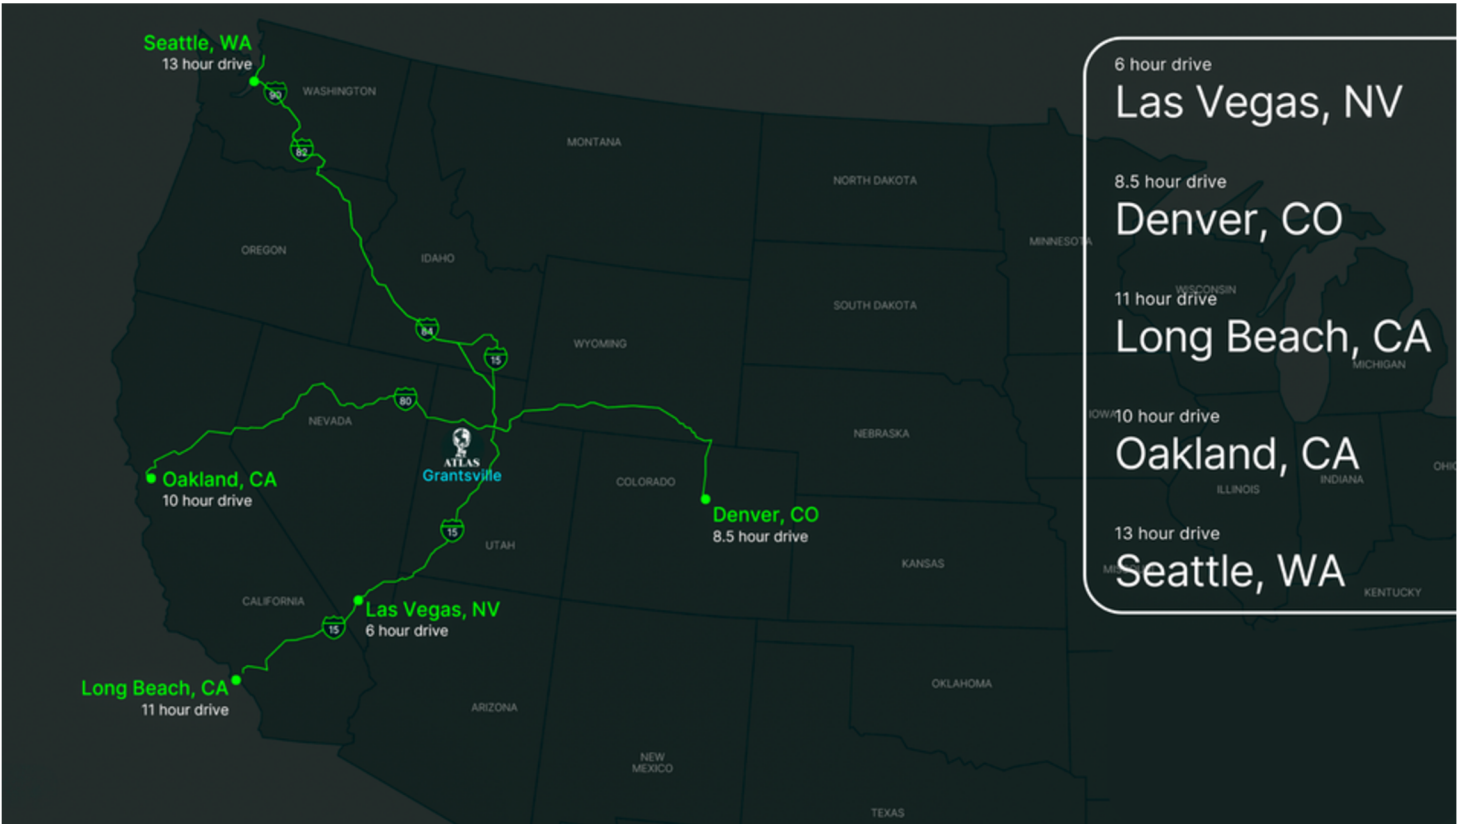 Seattle, WA
13 hour drive
90
WASHINGTON
82
MONTANA
NORTH DAKOTA
MINNESOTA
OREGON
IDAHO
SOUTH DAKOTA
WISCONSIN
84
15
WYOMING
MICHIGAN
80
NEVADA
IOWA
NEBRASKA
ATLAS
Grantsville
Oakland, CA
10 hour drive
COLORADO
ILLINOIS
INDIANA
Denver, CO
8.5 hour drive
15
UTAH
KANSAS
KENTUCKY
CALIFORNIA
Las Vegas, NV
6 hour drive
15
Long Beach, CA
11 hour drive
ARIZONA
OKLAHOMA
NEW
MEXICO
TEXAS
6 hour drive
Las Vegas, NV
8.5 hour drive
Denver, CO
11 hour drive
Long Beach, CA
10 hour drive
Oakland, CA
13 hour drive
Seattle, WA